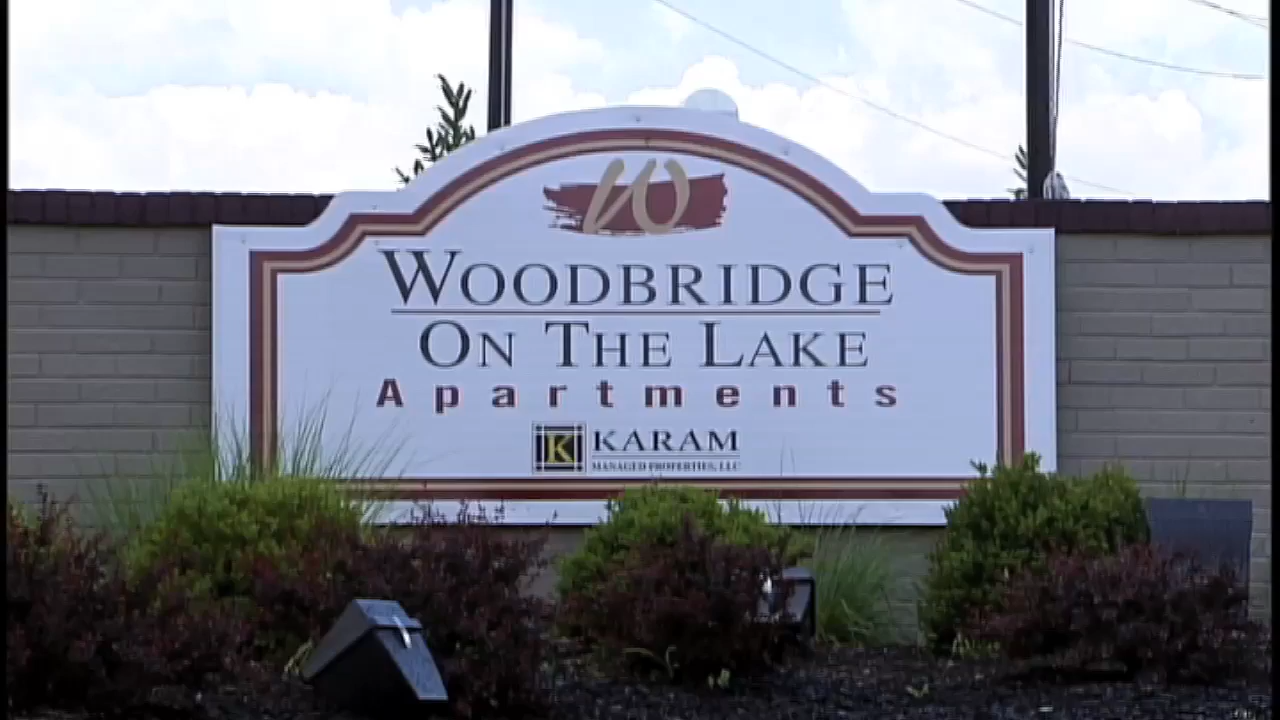 W
WOODBRIDGE
ON THE LAKE
Apartments
K KARAM
MANAGED PROPERTIES, LLC